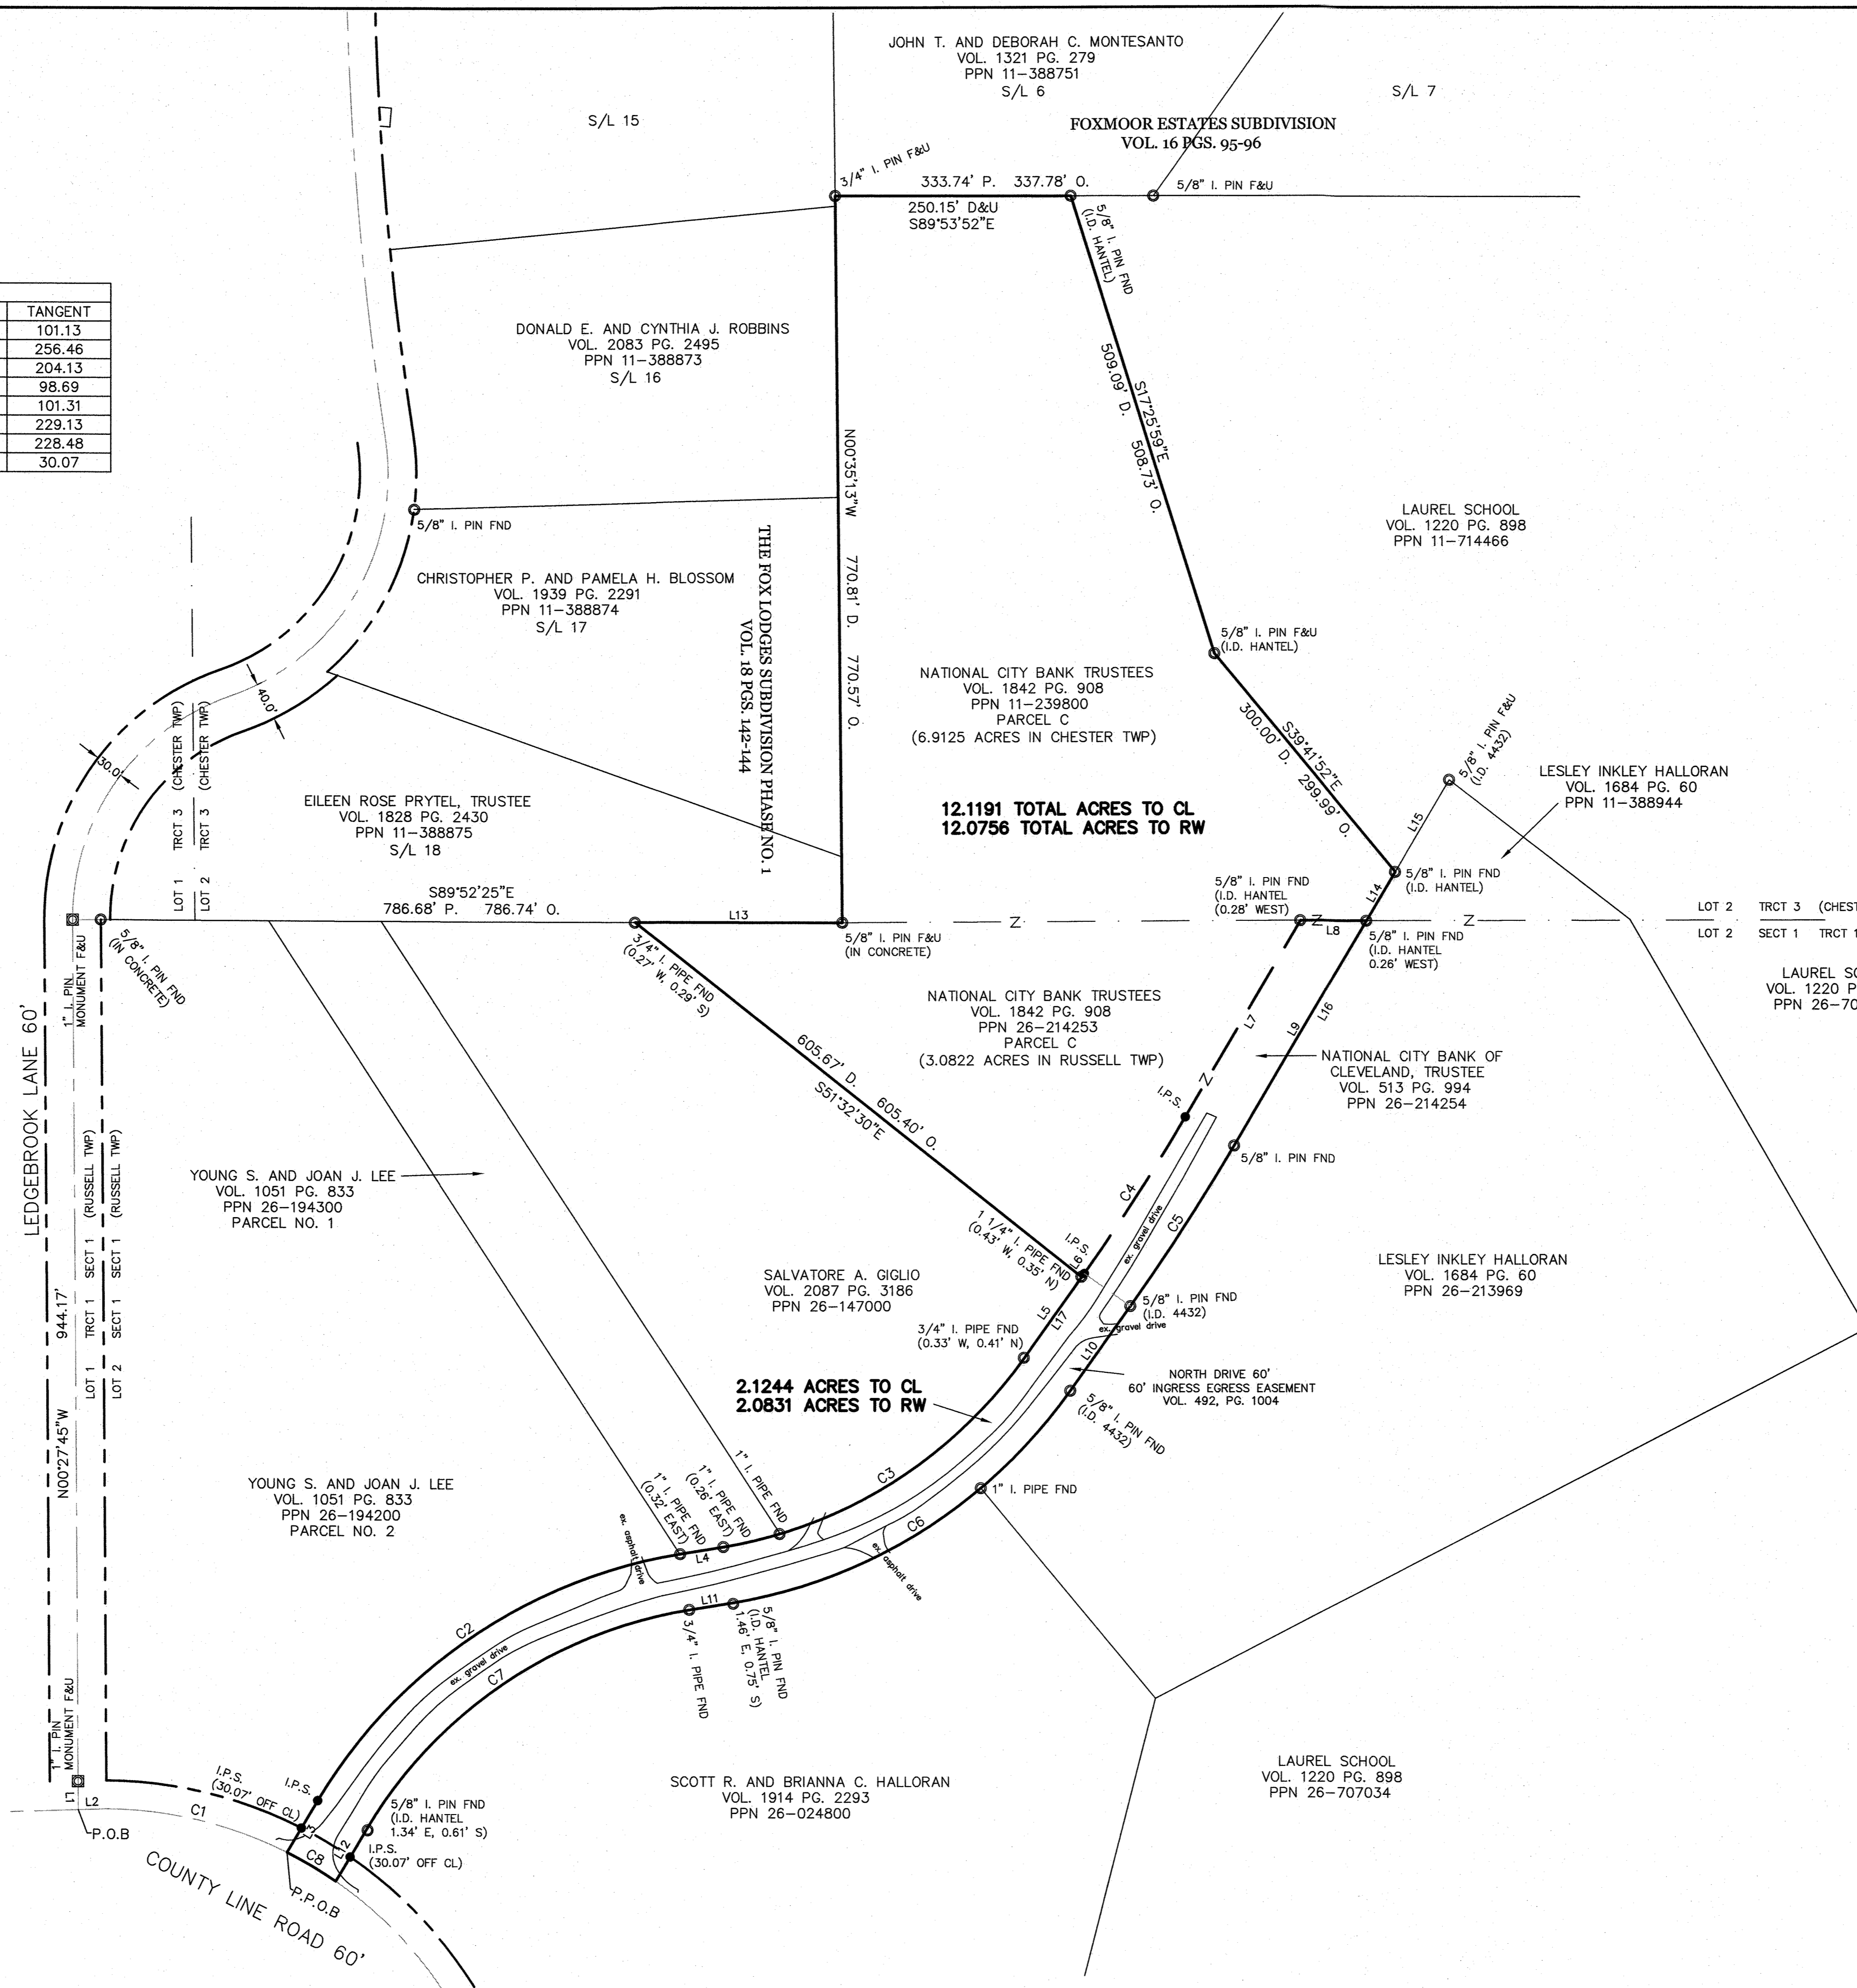 JOHN T. AND DEBORAH C. MONTESANTO
VOL. 1321 PG. 279
PPN 11-388751
S/L 6
S/L 7
S/L 15
FOXMOOR ESTATES SUBDIVISION
VOL. 16 PGS. 95-96
3/4" I. PIN F&U
333.74' P. 337.78' O.
5/8" I. PIN F&U
250.15' D&U
S89°53'52"E
5/8" I. PIN FND
(I.D. HANTEL)
TANGENT
101.13
256.46
204.13
98.69
101.31
229.13
228.48
30.07
DONALD E. AND CYNTHIA J. ROBBINS
VOL. 2083 PG. 2495
PPN 11-388873
S/L 16
N00°35'13"W 770.81' D. 770.57' O.
S17°25'59"E
509.09' D. 508.73' O.
LAUREL SCHOOL
VOL. 1220 PG. 898
PPN 11-714466
5/8" I. PIN FND
CHRISTOPHER P. AND PAMELA H. BLOSSOM
VOL. 1939 PG. 2291
PPN 11-388874
S/L 17
THE FOX LODGES SUBDIVISION PHASE NO. 1
VOL. 18 PGS. 142-144
5/8" I. PIN F&U
(I.D. HANTEL)
NATIONAL CITY BANK TRUSTEES
VOL. 1842 PG. 908
PPN 11-239800
PARCEL C
(6.9125 ACRES IN CHESTER TWP)
S39°41'52"E
300.00' D. 299.99' O.
40.0'
30.0'
LOT 1 TRCT 3 (CHESTER TWP)
LOT 2 TRCT 3 (CHESTER TWP)
5/8" I. PIN F&U
(I.D. 4432)
LESLEY INKLEY HALLORAN
VOL. 1684 PG. 60
PPN 11-388944
EILEEN ROSE PRYTEL, TRUSTEE
VOL. 1828 PG. 2430
PPN 11-388875
S/L 18
12.1191 TOTAL ACRES TO CL
12.0756 TOTAL ACRES TO RW
L15
L14
5/8" I. PIN FND
(I.D. HANTEL)
5/8" I. PIN FND
(I.D. HANTEL
(0.28' WEST)
S89°52'25"E
786.68' P. 786.74' O.
L13
Z
Z
L8
Z
LOT 2 TRCT 3 (CHEST
LOT 2 SECT 1 TRCT 1
5/8" I. PIN FND
(IN CONCRETE)
1" I. PIN
MONUMENT F&U
3/4" I. PIPE FND
(0.27' W, 0.29' S)
5/8" I. PIN F&U
(IN CONCRETE)
5/8" I. PIN FND
(I.D. HANTEL
0.26' WEST)
LAUREL SC
VOL. 1220 P
PPN 26-70
NATIONAL CITY BANK TRUSTEES
VOL. 1842 PG. 908
PPN 26-214253
PARCEL C
(3.0822 ACRES IN RUSSELL TWP)
L7
L9
L16
Z
NATIONAL CITY BANK OF
CLEVELAND, TRUSTEE
VOL. 513 PG. 994
PPN 26-214254
605.67' D. 605.40' O.
S51°32'30"E
I.P.S.
5/8" I. PIN FND
LEDGEBROOK LANE 60'
LOT 1 TRCT 1 SECT 1 (RUSSELL TWP)
LOT 2 SECT 1 TRCT 1 (RUSSELL TWP)
N00°27'45"W 944.17'
YOUNG S. AND JOAN J. LEE
VOL. 1051 PG. 833
PPN 26-194300
PARCEL NO. 1
C4
C5
ex. gravel drive
1 1/4" I. PIPE FND
(0.43' W, 0.35' N)
I.P.S.
L6
SALVATORE A. GIGLIO
VOL. 2087 PG. 3186
PPN 26-147000
LESLEY INKLEY HALLORAN
VOL. 1684 PG. 60
PPN 26-213969
L5
L17
5/8" I. PIN FND
(I.D. 4432)
ex. gravel drive
3/4" I. PIPE FND
(0.33' W, 0.41' N)
L10
NORTH DRIVE 60'
60' INGRESS EGRESS EASEMENT
VOL. 492, PG. 1004
2.1244 ACRES TO CL
2.0831 ACRES TO RW
5/8" I. PIN FND
(I.D. 4432)
YOUNG S. AND JOAN J. LEE
VOL. 1051 PG. 833
PPN 26-194200
PARCEL NO. 2
1" I. PIPE FND
(0.32' EAST)
1" I. PIPE FND
(0.26' EAST)
1" I. PIPE FND
C3
1" I. PIPE FND
C6
ex. asphalt drive
ex. asphalt drive
L4
L11
C2
C7
ex. gravel drive
3/4" I. PIPE FND
5/8" I. PIN FND
(I.D. HANTEL
1.46' E, 0.75' S)
1" I. PIN
MONUMENT F&U
L1
L2
C1
P.O.B
I.P.S.
(30.07' OFF CL)
I.P.S.
L3
C8
L12
5/8" I. PIN FND
(I.D. HANTEL
1.34' E, 0.61' S)
I.P.S.
(30.07' OFF CL)
P.P.O.B
COUNTY LINE ROAD 60'
SCOTT R. AND BRIANNA C. HALLORAN
VOL. 1914 PG. 2293
PPN 26-024800
LAUREL SCHOOL
VOL. 1220 PG. 898
PPN 26-707034